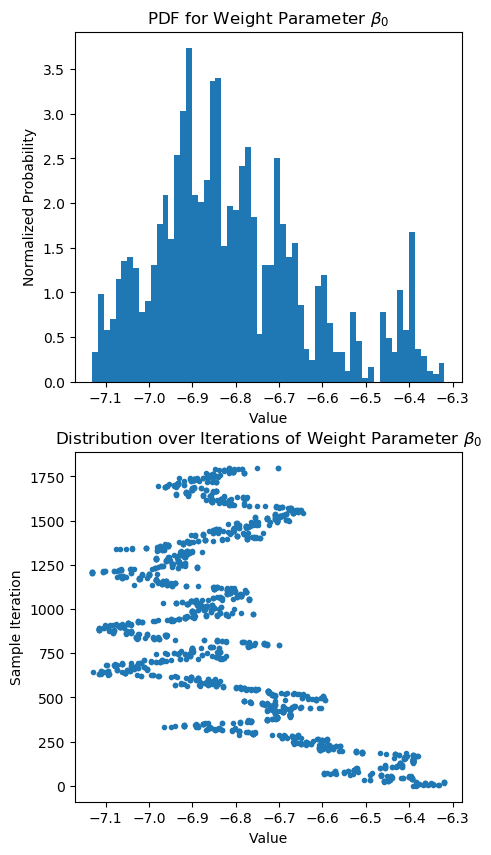 PDF for Weight Parameter β₀
3.5
3.0
2.5
2.0
1.5
1.0
0.5
0.0
Normalized Probability
−7.1 −7.0 −6.9 −6.8 −6.7 −6.6 −6.5 −6.4 −6.3
Value
Distribution over Iterations of Weight Parameter β₀
1750
1500
1250
1000
750
500
250
0
Sample Iteration
−7.1 −7.0 −6.9 −6.8 −6.7 −6.6 −6.5 −6.4 −6.3
Value